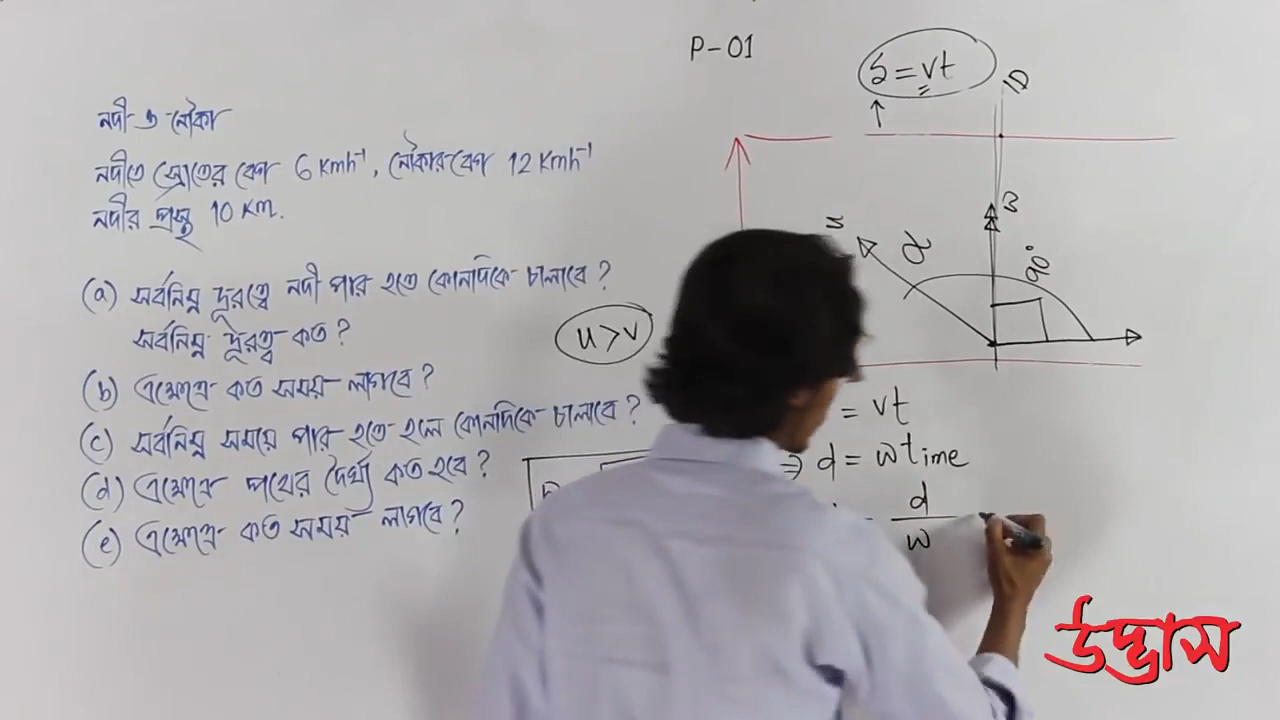 P-01
S = vt
নদী ও নৌকা
নদীতে স্রোতের বেগ 6 Kmh⁻¹, নৌকার বেগ 12 Kmh⁻¹
নদীর প্রস্থ 10 Km.
(a) সর্বনিম্ন দূরত্বে নদী পার হতে কোনদিকে চালাবে?
সর্বনিম্ন দূরত্ব কত?
(b) এক্ষেত্রে কত সময় লাগবে?
(c) সর্বনিম্ন সময়ে পার হতে হলে কোনদিকে চালাবে?
(d) এক্ষেত্রে পথের দৈর্ঘ্য কত হবে?
(e) এক্ষেত্রে কত সময় লাগবে?
u>v
α
90°
= vt
⇒ d = wtime
d
w
উদ্ভাস